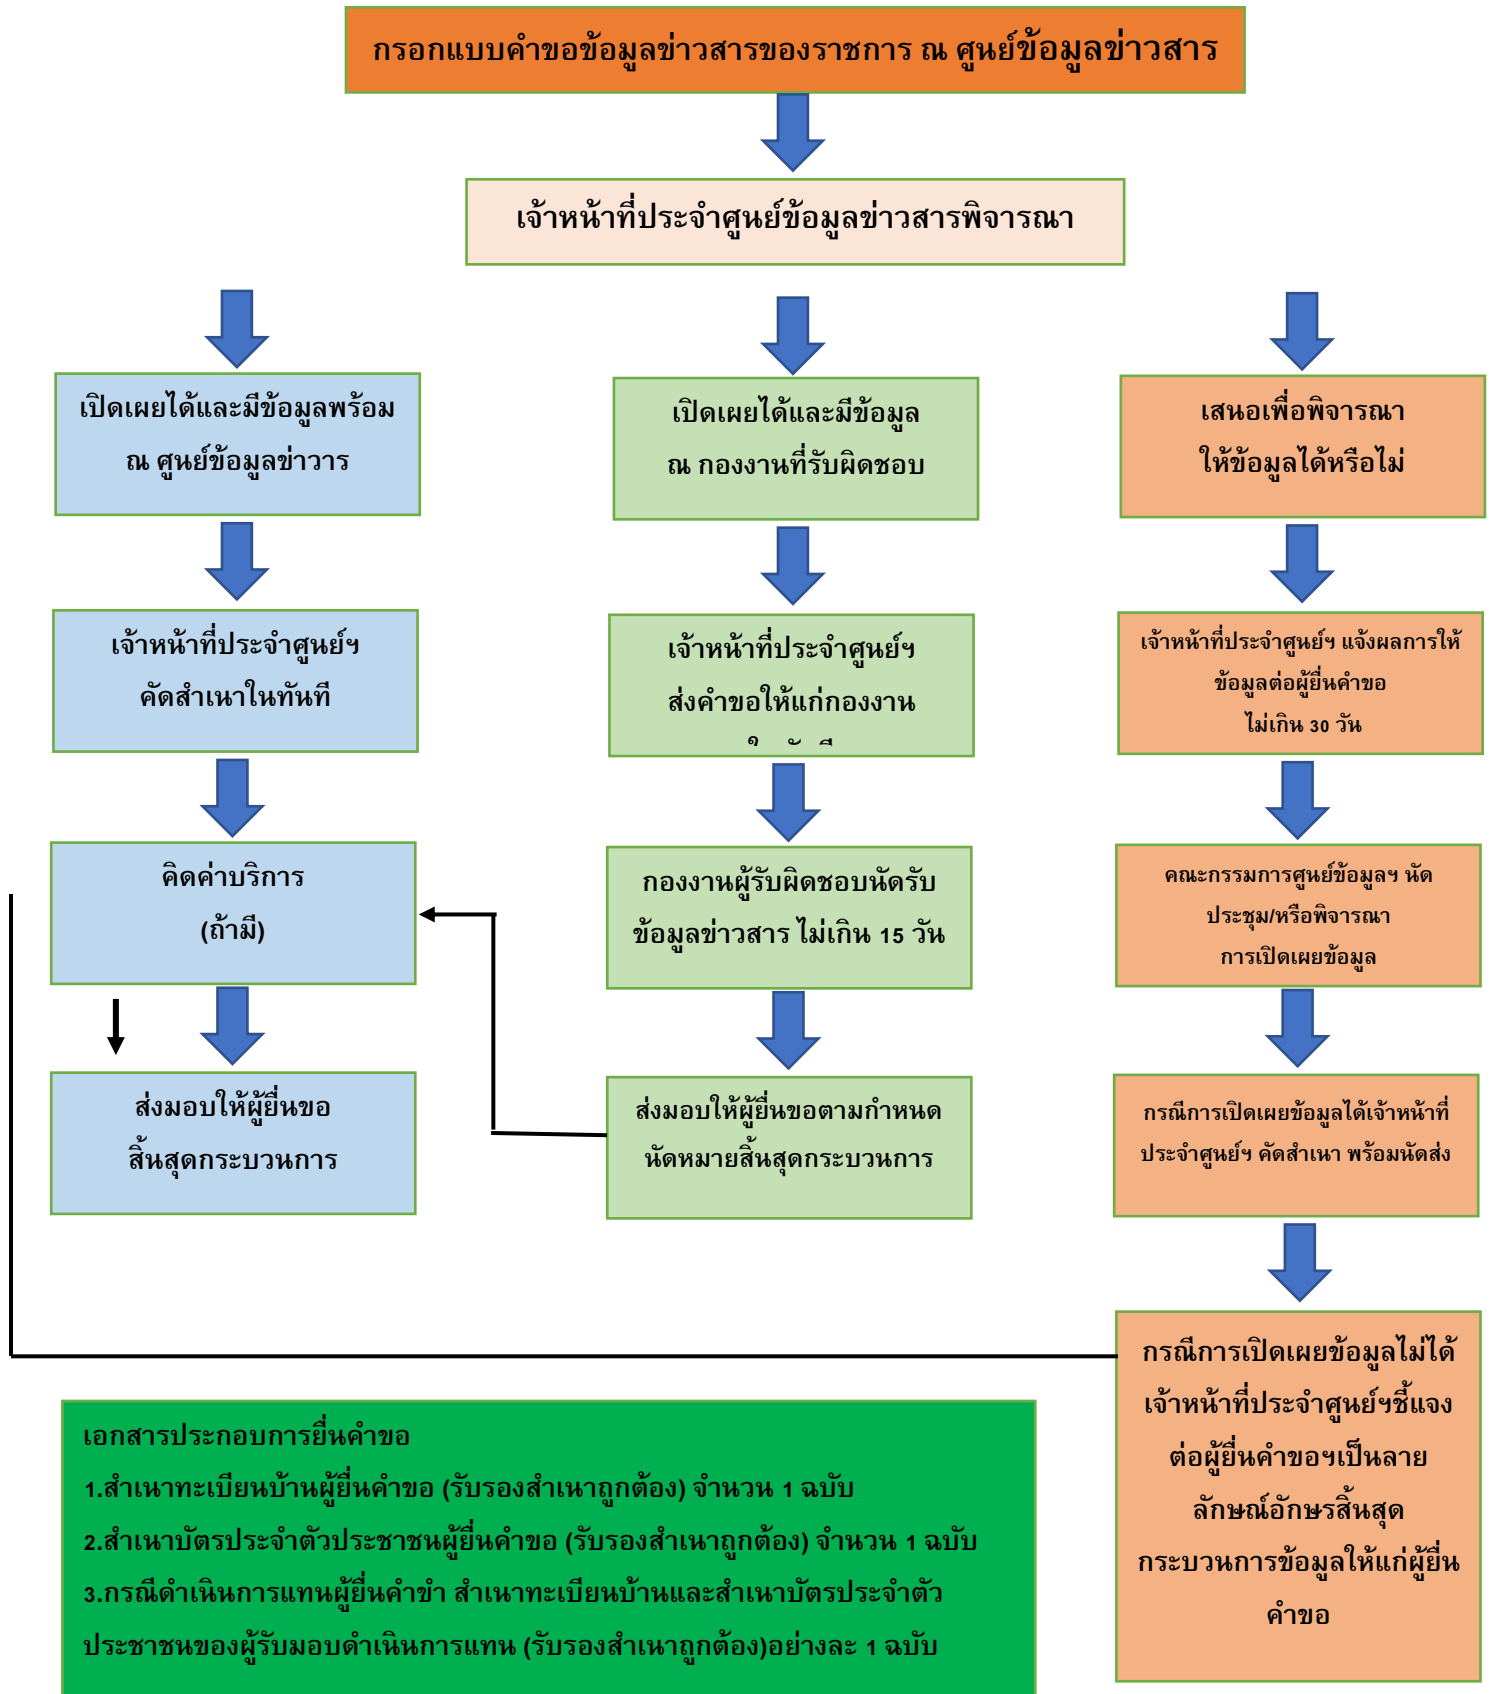 กรอกแบบคำขอข้อมูลข่าวสารของราชการ ณ ศูนย์ข้อมูลข่าวสาร
เจ้าหน้าที่ประจำศูนย์ข้อมูลข่าวสารพิจารณา
เปิดเผยได้และมีข้อมูลพร้อม
ณ ศูนย์ข้อมูลข่าวาร
เจ้าหน้าที่ประจำศูนย์ฯ
คัดสำเนาในทันที
คิดค่าบริการ
(ถ้ามี)
ส่งมอบให้ผู้ยื่นขอ
สิ้นสุดกระบวนการ
เปิดเผยได้และมีข้อมูล
ณ กองงานที่รับผิดชอบ
เจ้าหน้าที่ประจำศูนย์ฯ
ส่งคำขอให้แก่กองงาน
กองงานผู้รับผิดชอบนัดรับ
ข้อมูลข่าวสาร ไม่เกิน 15 วัน
ส่งมอบให้ผู้ยื่นขอตามกำหนด
นัดหมายสิ้นสุดกระบวนการ
เสนอเพื่อพิจารณา
ให้ข้อมูลได้หรือไม่
เจ้าหน้าที่ประจำศูนย์ฯ แจ้งผลการให้
ข้อมูลต่อผู้ยื่นคำขอ
ไม่เกิน 30 วัน
คณะกรรมการศูนย์ข้อมูลฯ นัด
ประชุม/หรือพิจารณา
การเปิดเผยข้อมูล
กรณีการเปิดเผยข้อมูลได้เจ้าหน้าที่
ประจำศูนย์ฯ คัดสำเนา พร้อมนัดส่ง
กรณีการเปิดเผยข้อมูลไม่ได้
เจ้าหน้าที่ประจำศูนย์ฯชี้แจง
ต่อผู้ยื่นคำขอฯเป็นลาย
ลักษณ์อักษรสิ้นสุด
กระบวนการข้อมูลให้แก่ผู้ยื่น
คำขอ
เอกสารประกอบการยื่นคำขอ
1.สำเนาทะเบียนบ้านผู้ยื่นคำขอ (รับรองสำเนาถูกต้อง) จำนวน 1 ฉบับ
2.สำเนาบัตรประจำตัวประชาชนผู้ยื่นคำขอ (รับรองสำเนาถูกต้อง) จำนวน 1 ฉบับ
3.กรณีดำเนินการแทนผู้ยื่นคำขำ สำเนาทะเบียนบ้านและสำเนาบัตรประจำตัว
ประชาชนของผู้รับมอบดำเนินการแทน (รับรองสำเนาถูกต้อง)อย่างละ 1 ฉบับ